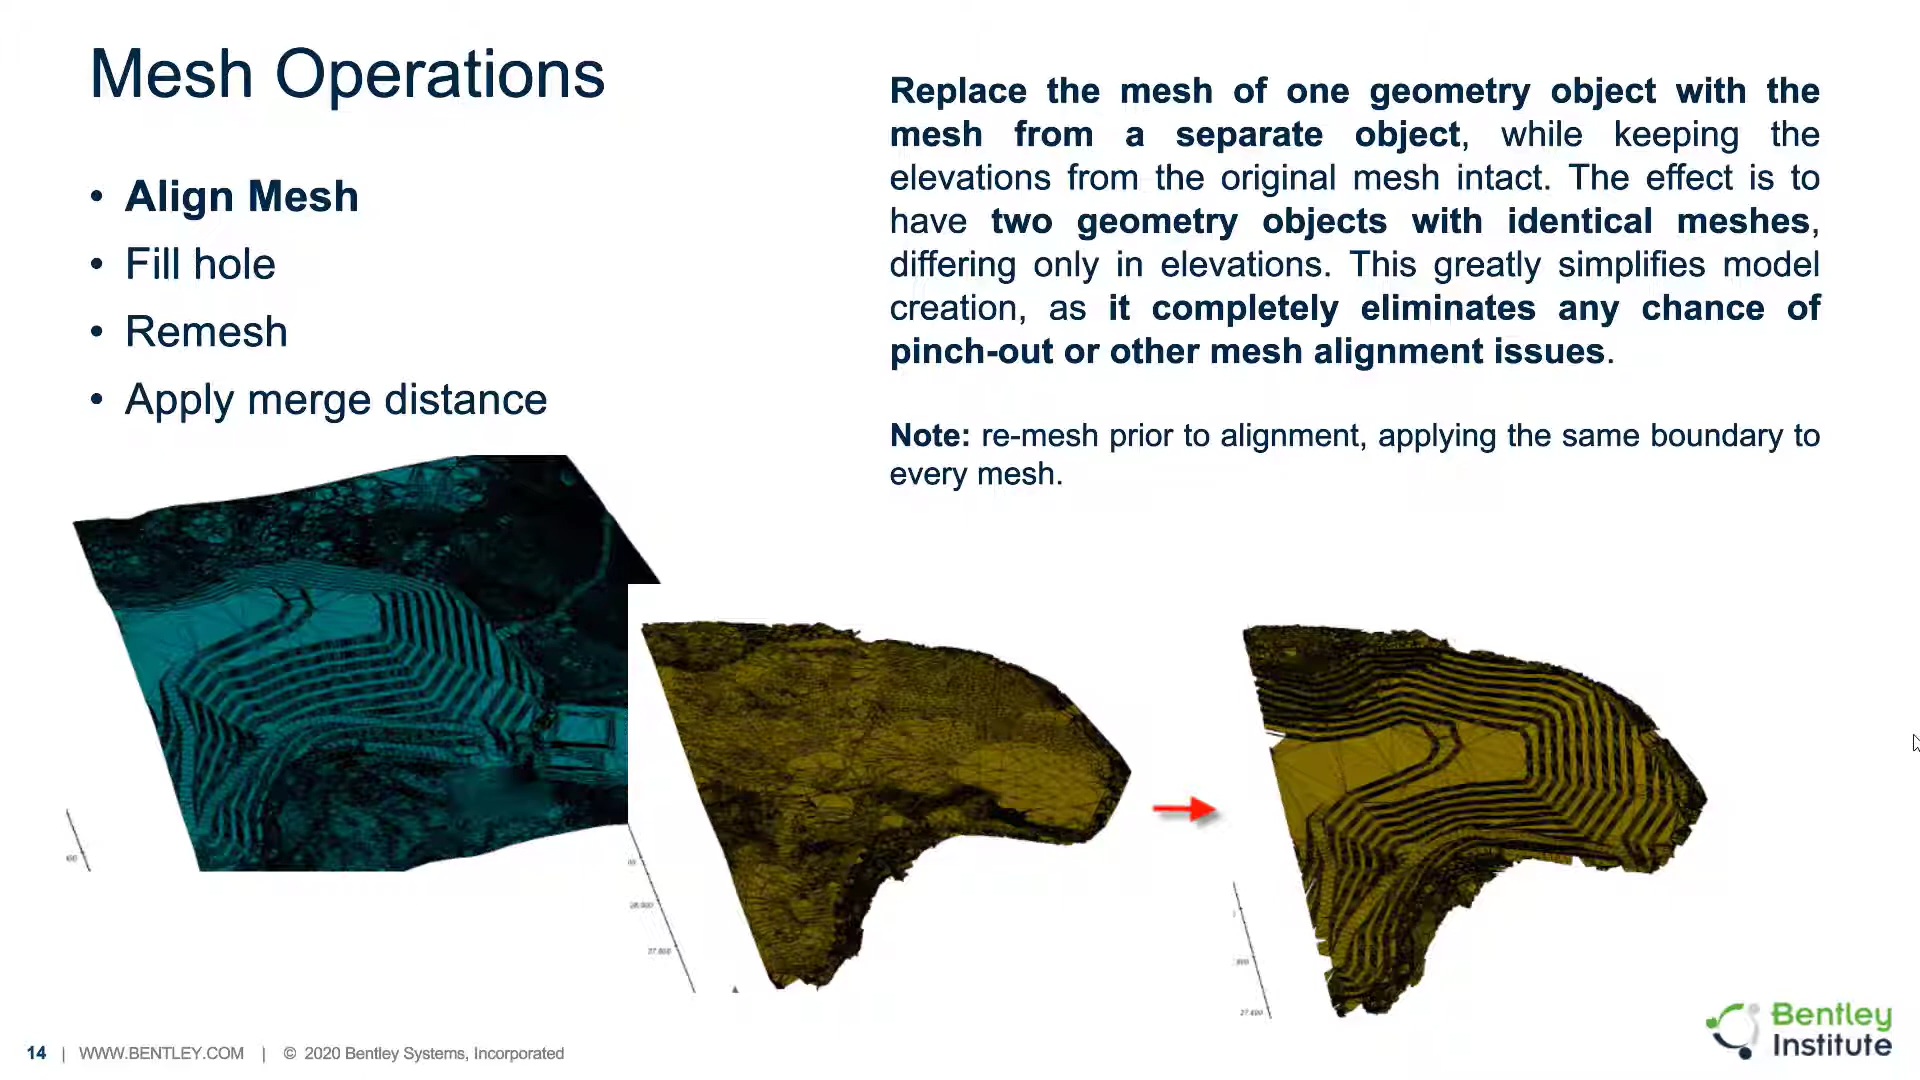 Mesh Operations
• Align Mesh
• Fill hole
• Remesh
• Apply merge distance
Replace the mesh of one geometry object with the
mesh from a separate object, while keeping the
elevations from the original mesh intact. The effect is to
have two geometry objects with identical meshes,
differing only in elevations. This greatly simplifies model
creation, as it completely eliminates any chance of
pinch-out or other mesh alignment issues.
Note: re-mesh prior to alignment, applying the same boundary to
every mesh.
14 | WWW.BENTLEY.COM | © 2020 Bentley Systems, Incorporated
Bentley
Institute